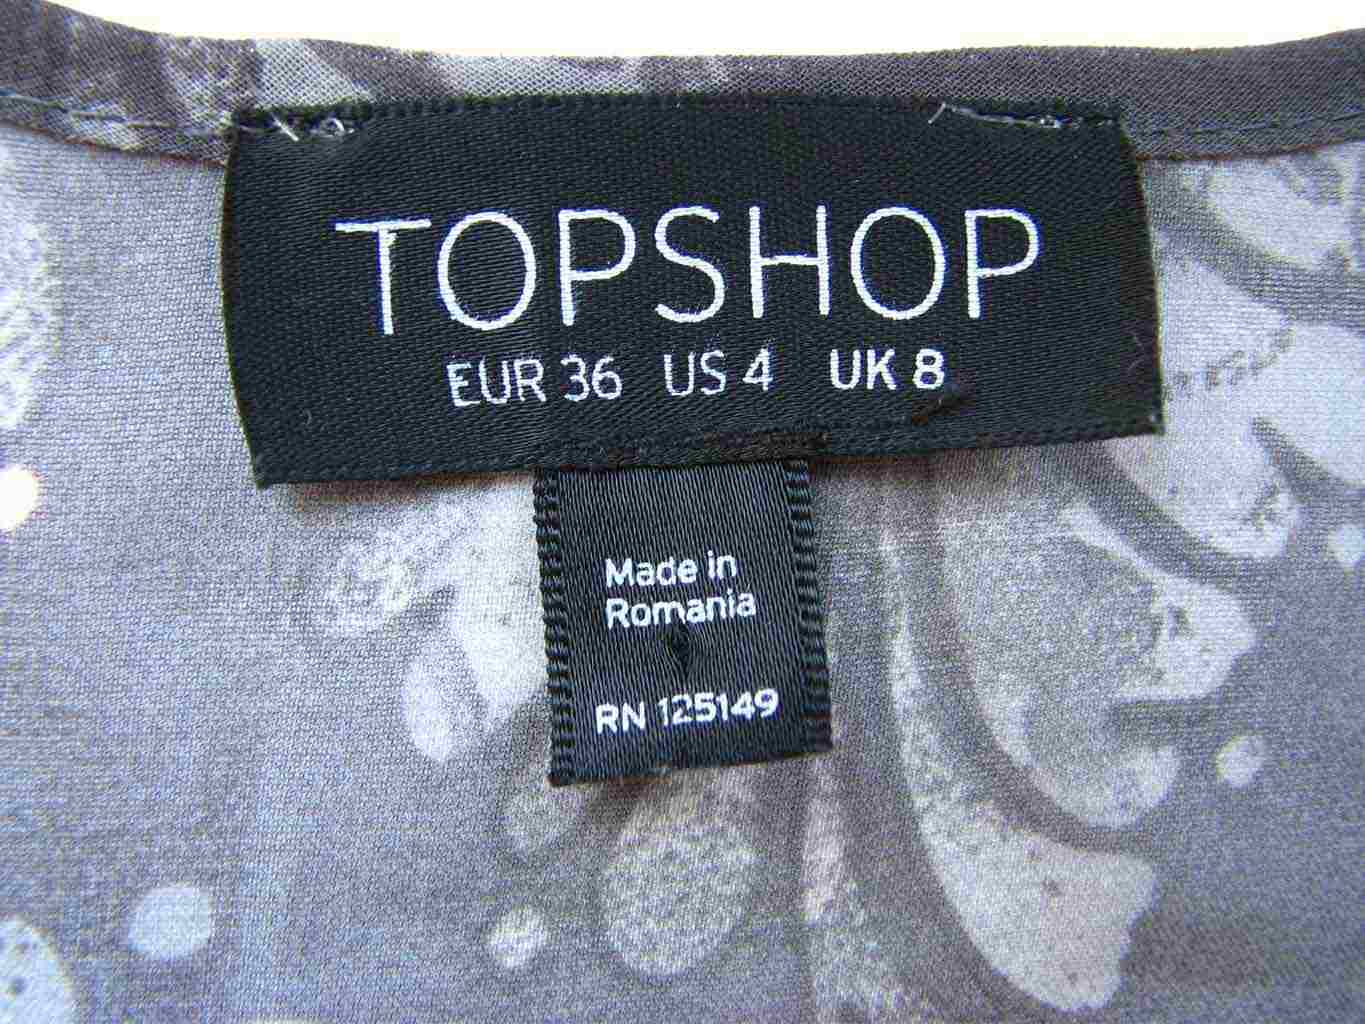 TOPSHOP
EUR 36 US 4 UK 8
Made in
Romania
RN 125149